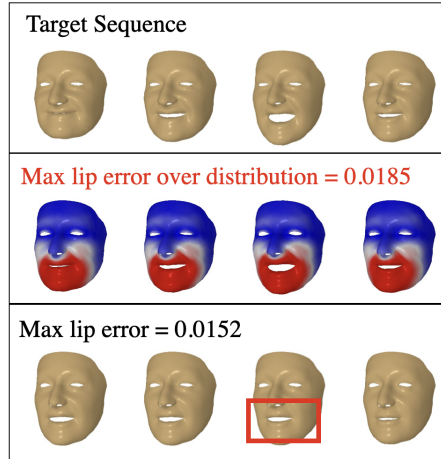 Target Sequence
Max lip error over distribution = 0.0185
Max lip error = 0.0152